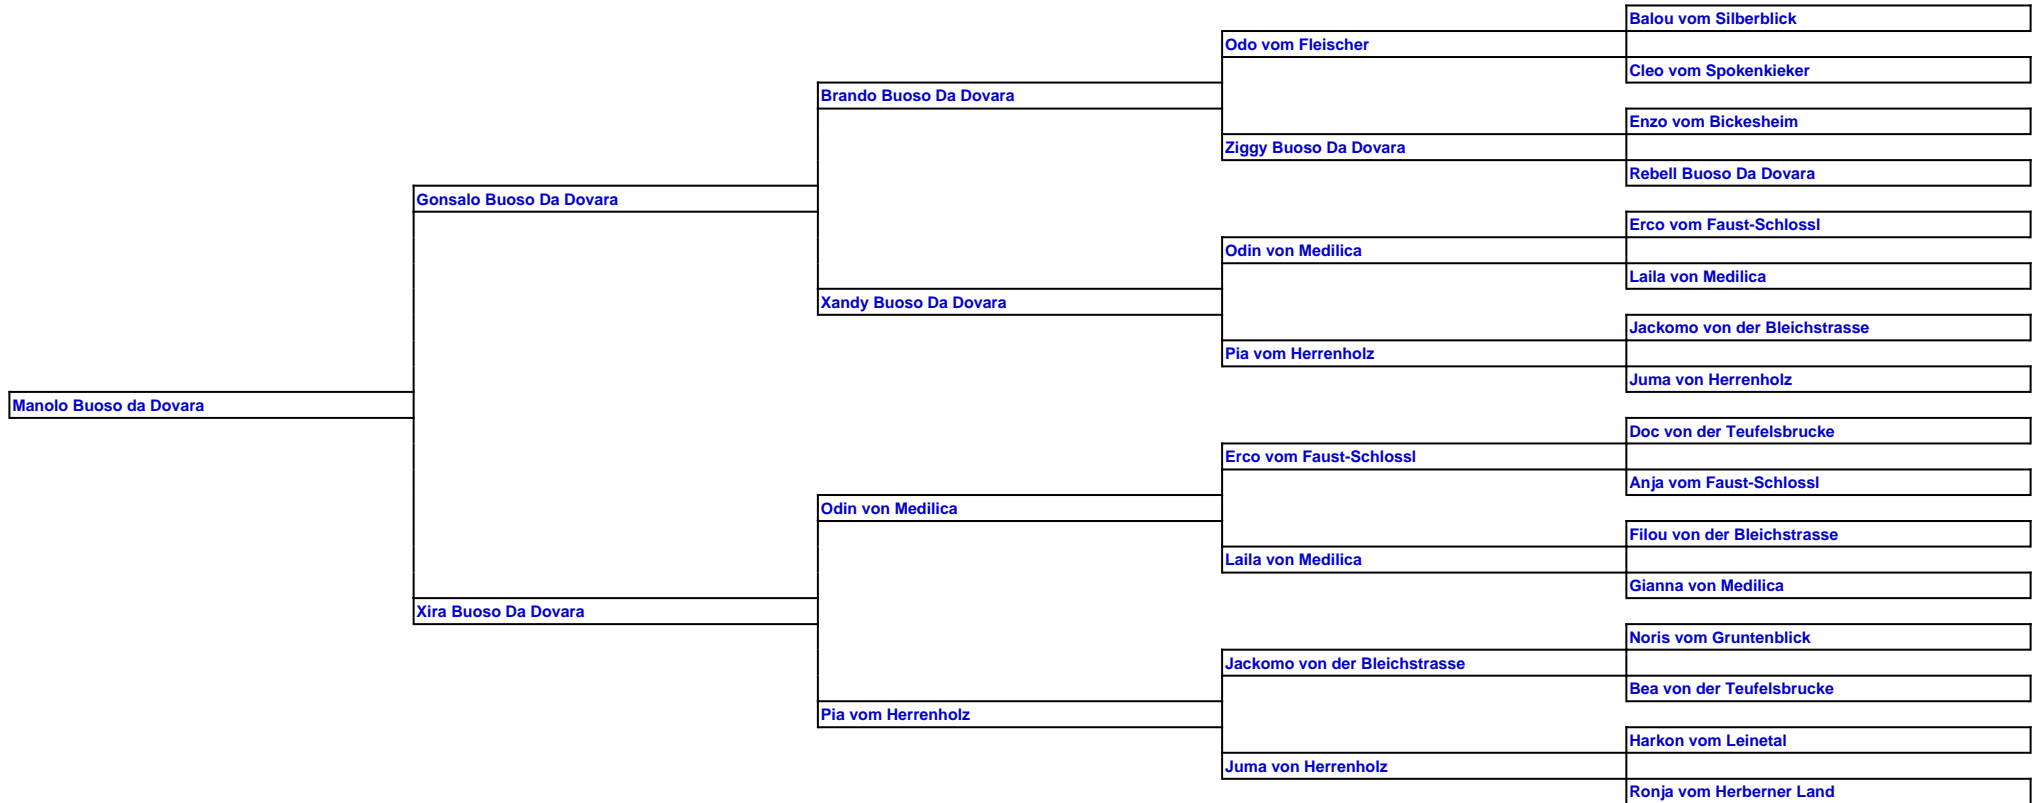 Balou vom Silberblick
Odo vom Fleischer
Cleo vom Spokenkieker
Brando Buoso Da Dovara
Enzo vom Bickesheim
Ziggy Buoso Da Dovara
Rebell Buoso Da Dovara
Gonsalo Buoso Da Dovara
Erco vom Faust-Schlossl
Odin von Medilica
Laila von Medilica
Xandy Buoso Da Dovara
Jackomo von der Bleichstrasse
Pia vom Herrenholz
Juma von Herrenholz
Manolo Buoso da Dovara
Doc von der Teufelsbrucke
Erco vom Faust-Schlossl
Anja vom Faust-Schlossl
Odin von Medilica
Filou von der Bleichstrasse
Laila von Medilica
Gianna von Medilica
Xira Buoso Da Dovara
Noris vom Gruntenblick
Jackomo von der Bleichstrasse
Bea von der Teufelsbrucke
Pia vom Herrenholz
Harkon vom Leinetal
Juma von Herrenholz
Ronja vom Herberner Land